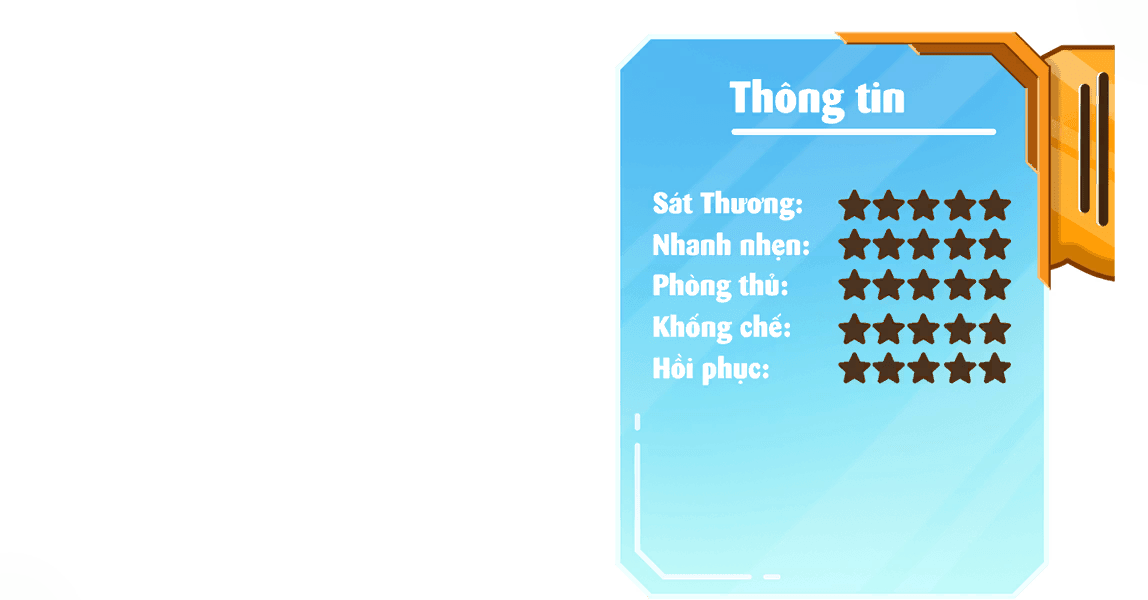 Thông tin
Sát Thương:
Nhanh nhẹn:
Phòng thủ:
Khống chế:
Hồi phục: